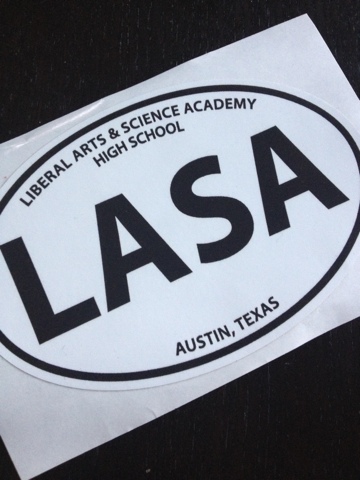 LIBERAL ARTS & SCIENCE ACADEMY
HIGH SCHOOL
LASA
AUSTIN, TEXAS